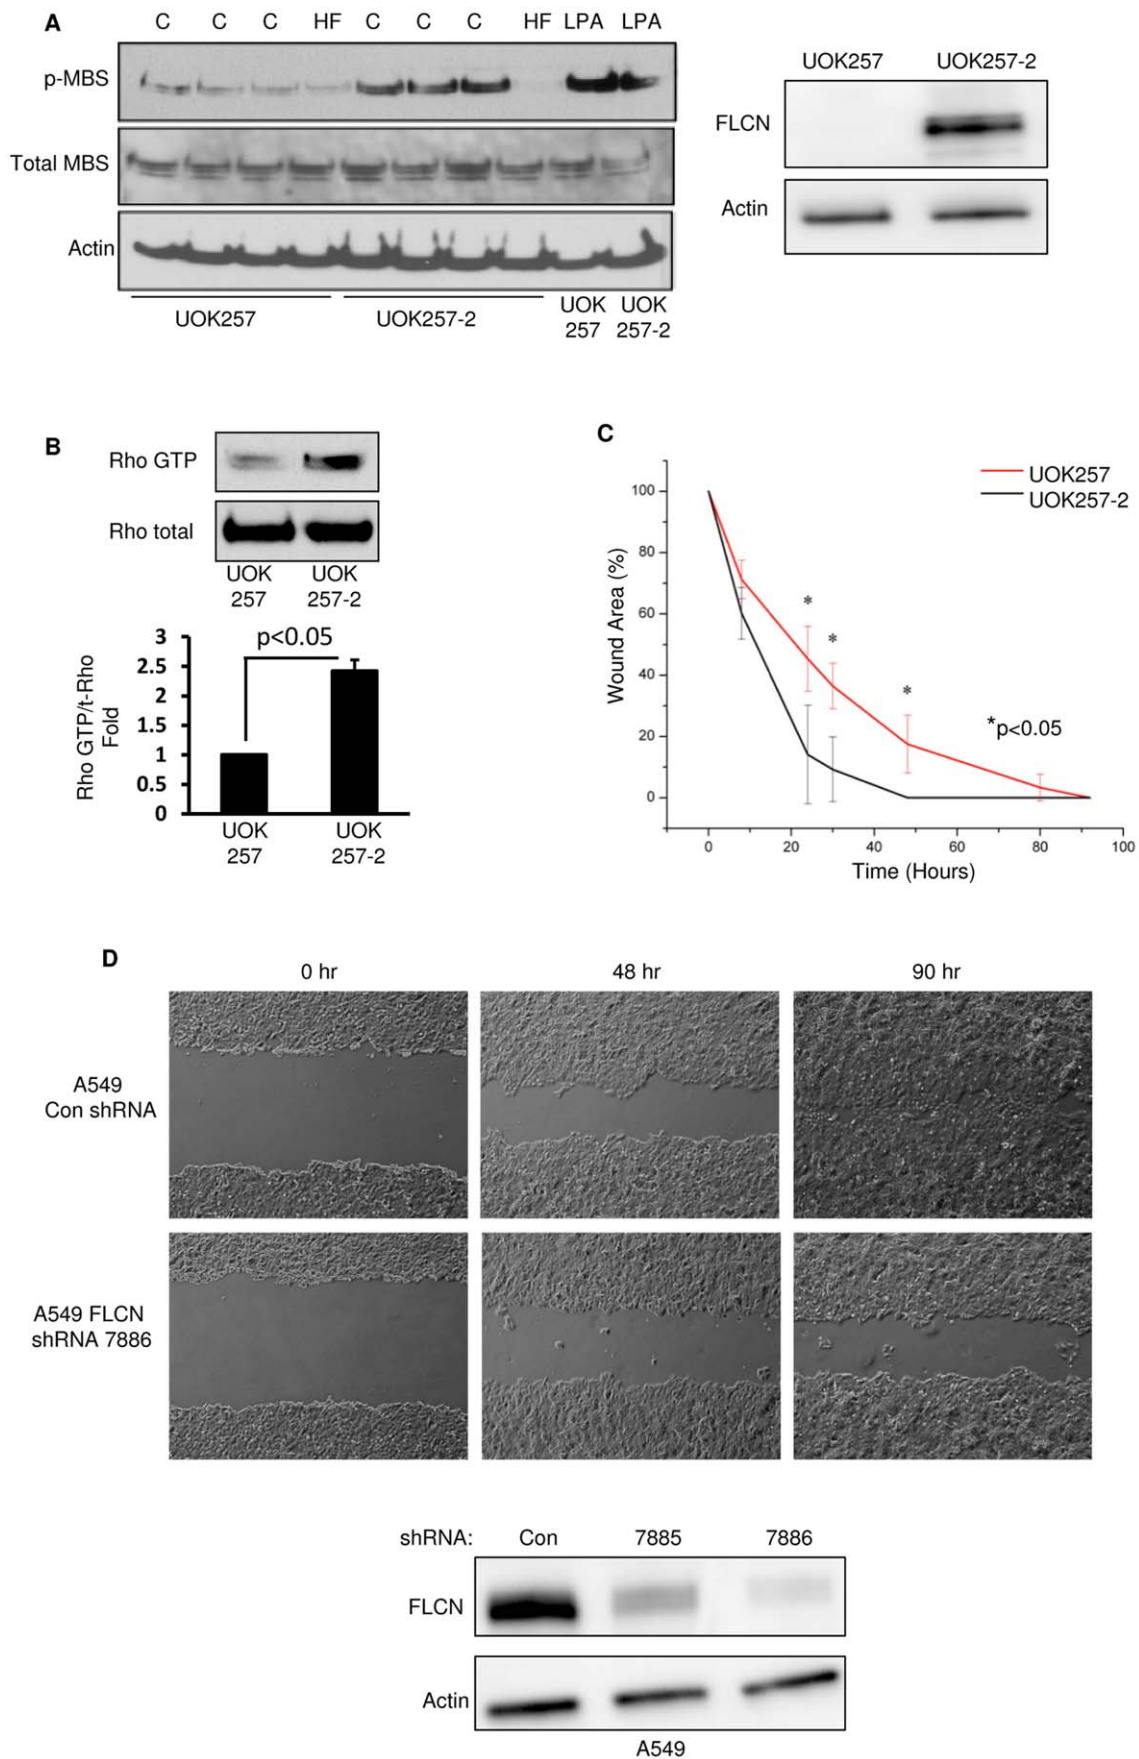 A
C C C HF C C C HF LPA LPA
p-MBS
Total MBS
Actin
UOK257
UOK257-2
UOK
257
UOK
257-2
UOK257 UOK257-2
FLCN
Actin
B
Rho GTP
Rho total
UOK
257
UOK
257-2
p<0.05
3
2.5
2
1.5
1
0.5
0
Rho GTP/t-Rho
Fold
UOK
257
UOK
257-2
C
UOK257
UOK257-2
100
80
60
40
20
0
Wound Area (%)
*
*
*
*p<0.05
0 20 40 60 80 100
Time (Hours)
D
0 hr 48 hr 90 hr
A549
Con shRNA
A549 FLCN
shRNA 7886
shRNA: Con 7885 7886
FLCN
Actin
A549